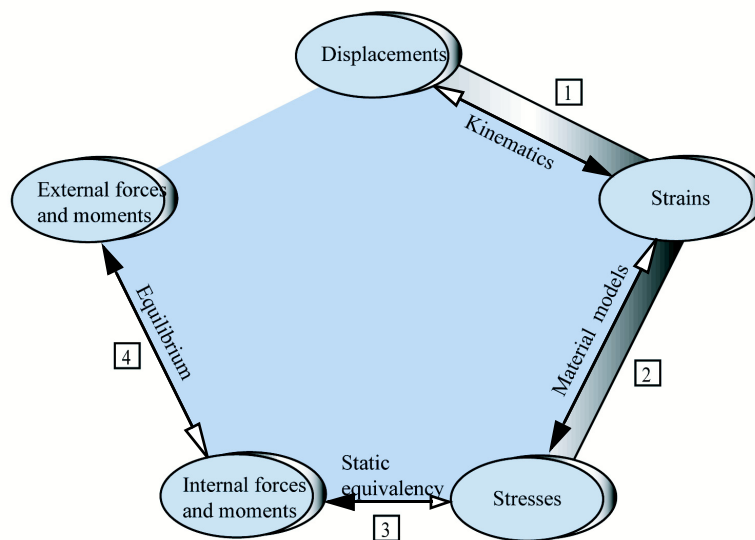 Displacements
1
Kinematics
External forces
and moments
Strains
Equilibrium
Material models
4
2
Static
equivalency
Internal forces
and moments
Stresses
3